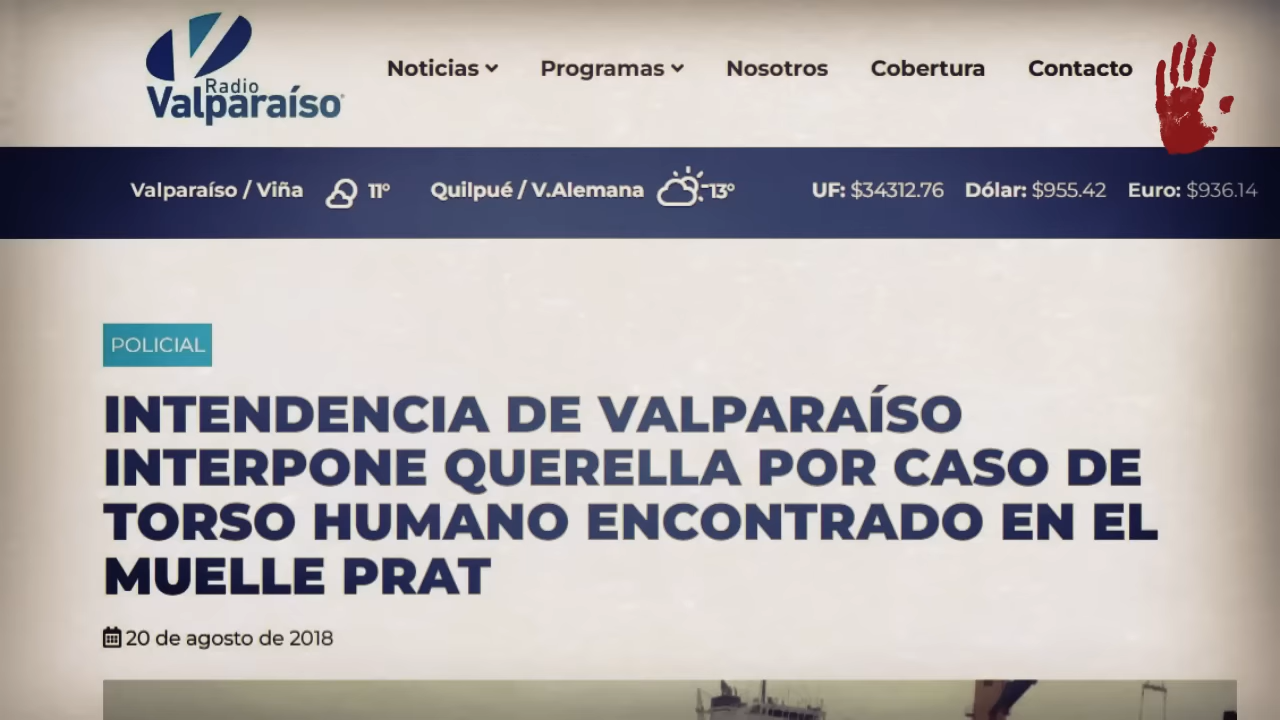 Radio
Valparaíso
Noticias
Programas
Nosotros
Cobertura
Contacto
Valparaíso / Viña 11° Quilpué / V.Alemana 13° UF: $34312.76 Dólar: $955.42 Euro: $936.14
POLICIAL
INTENDENCIA DE VALPARAÍSO
INTERPONE QUERELLA POR CASO DE
TORSO HUMANO ENCONTRADO EN EL
MUELLE PRAT
20 de agosto de 2018